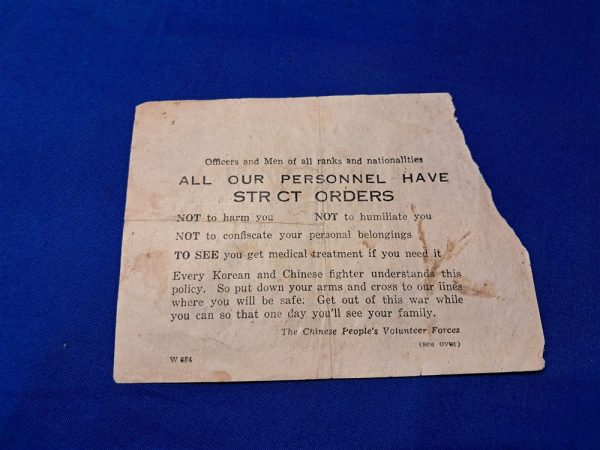 Officers and Men of all ranks and nationalities
ALL OUR PERSONNEL HAVE
STR CT ORDERS
NOT to harm you NOT to humiliate you
NOT to confiscate your personal belongings
TO SEE you get medical treatment if you need it
Every Korean and Chinese fighter understands this
policy. So put down your arms and cross to our lines
where you will be safe. Get out of this war while
you can so that one day you'll see your family.
The Chinese People's Volunteer Forces
(see over)
W 284